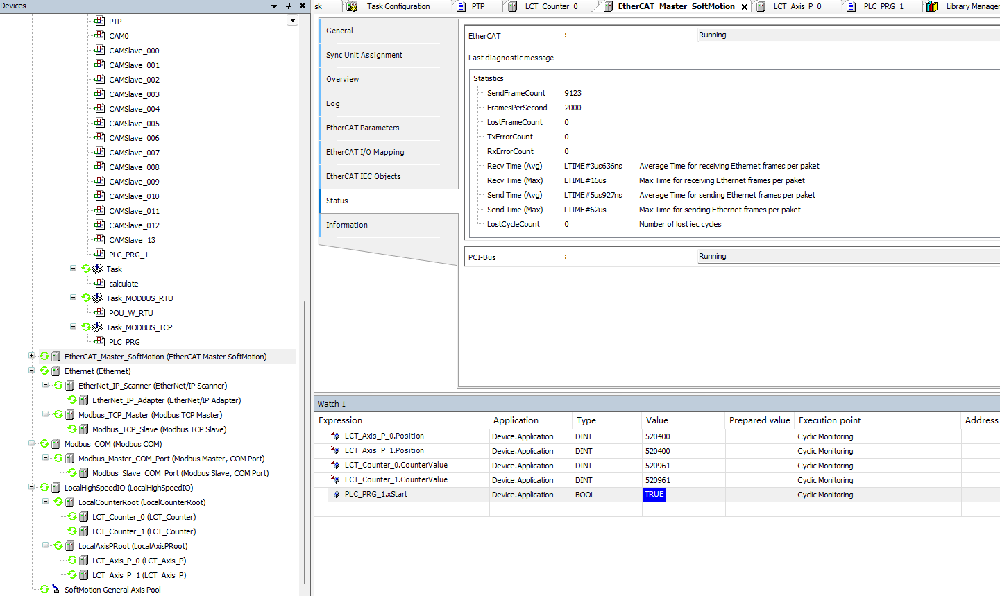 Devices
PTP
CAM0
CAMSlave_000
CAMSlave_001
CAMSlave_002
CAMSlave_003
CAMSlave_004
CAMSlave_005
CAMSlave_006
CAMSlave_007
CAMSlave_008
CAMSlave_009
CAMSlave_010
CAMSlave_011
CAMSlave_012
CAMSlave_13
PLC_PRG_1
Task
calculate
Task_MODBUS_RTU
POU_W_RTU
Task_MODBUS_TCP
PLC_PRG
EtherCAT_Master_SoftMotion (EtherCAT Master SoftMotion)
Ethernet (Ethernet)
EtherNet_IP_Scanner (EtherNet/IP Scanner)
EtherNet_IP_Adapter (EtherNet/IP Adapter)
Modbus_TCP_Master (Modbus TCP Master)
Modbus_TCP_Slave (Modbus TCP Slave)
Modbus_COM (Modbus COM)
Modbus_Master_COM_Port (Modbus Master, COM Port)
Modbus_Slave_COM_Port (Modbus Slave, COM Port)
LocalHighSpeedIO (LocalHighSpeedIO)
LocalCounterRoot (LocalCounterRoot)
LCT_Counter_0 (LCT_Counter)
LCT_Counter_1 (LCT_Counter)
LocalAxisPRoot (LocalAxisPRoot)
LCT_Axis_P_0 (LCT_Axis_P)
LCT_Axis_P_1 (LCT_Axis_P)
SoftMotion General Axis Pool
sk Task Configuration PTP LCT_Counter_0 EtherCAT_Master_SoftMotion LCT_Axis_P_0 PLC_PRG_1 Library Manager
General
Sync Unit Assignment
Overview
Log
EtherCAT Parameters
EtherCAT I/O Mapping
EtherCAT IEC Objects
Status
Information
EtherCAT : Running
Last diagnostic message
Statistics
SendFrameCount 9123
FramesPerSecond 2000
LostFrameCount 0
TxErrorCount 0
RxErrorCount 0
Recv Time (Avg) LTIME#3us636ns Average Time for receiving Ethernet frames per paket
Recv Time (Max) LTIME#16us Max Time for receiving Ethernet frames per paket
Send Time (Avg) LTIME#5us927ns Average Time for sending Ethernet frames per paket
Send Time (Max) LTIME#62us Max Time for sending Ethernet frames per paket
LostCycleCount 0 Number of lost iec cycles
PCI-Bus : Running
Watch 1
Expression Application Type Value Prepared value Execution point Address
LCT_Axis_P_0.Position Device.Application DINT 520400 Cyclic Monitoring
LCT_Axis_P_1.Position Device.Application DINT 520400 Cyclic Monitoring
LCT_Counter_0.CounterValue Device.Application DINT 520961 Cyclic Monitoring
LCT_Counter_1.CounterValue Device.Application DINT 520961 Cyclic Monitoring
PLC_PRG_1.xStart Device.Application BOOL TRUE Cyclic Monitoring